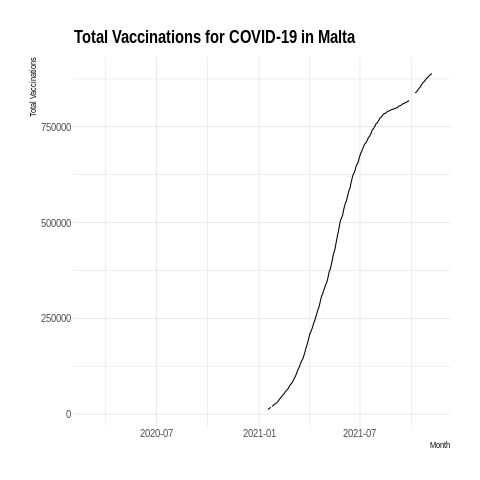 Total Vaccinations for COVID-19 in Malta
Total Vaccinations
750000
500000
250000
0
2020-07 2021-01 2021-07
Month